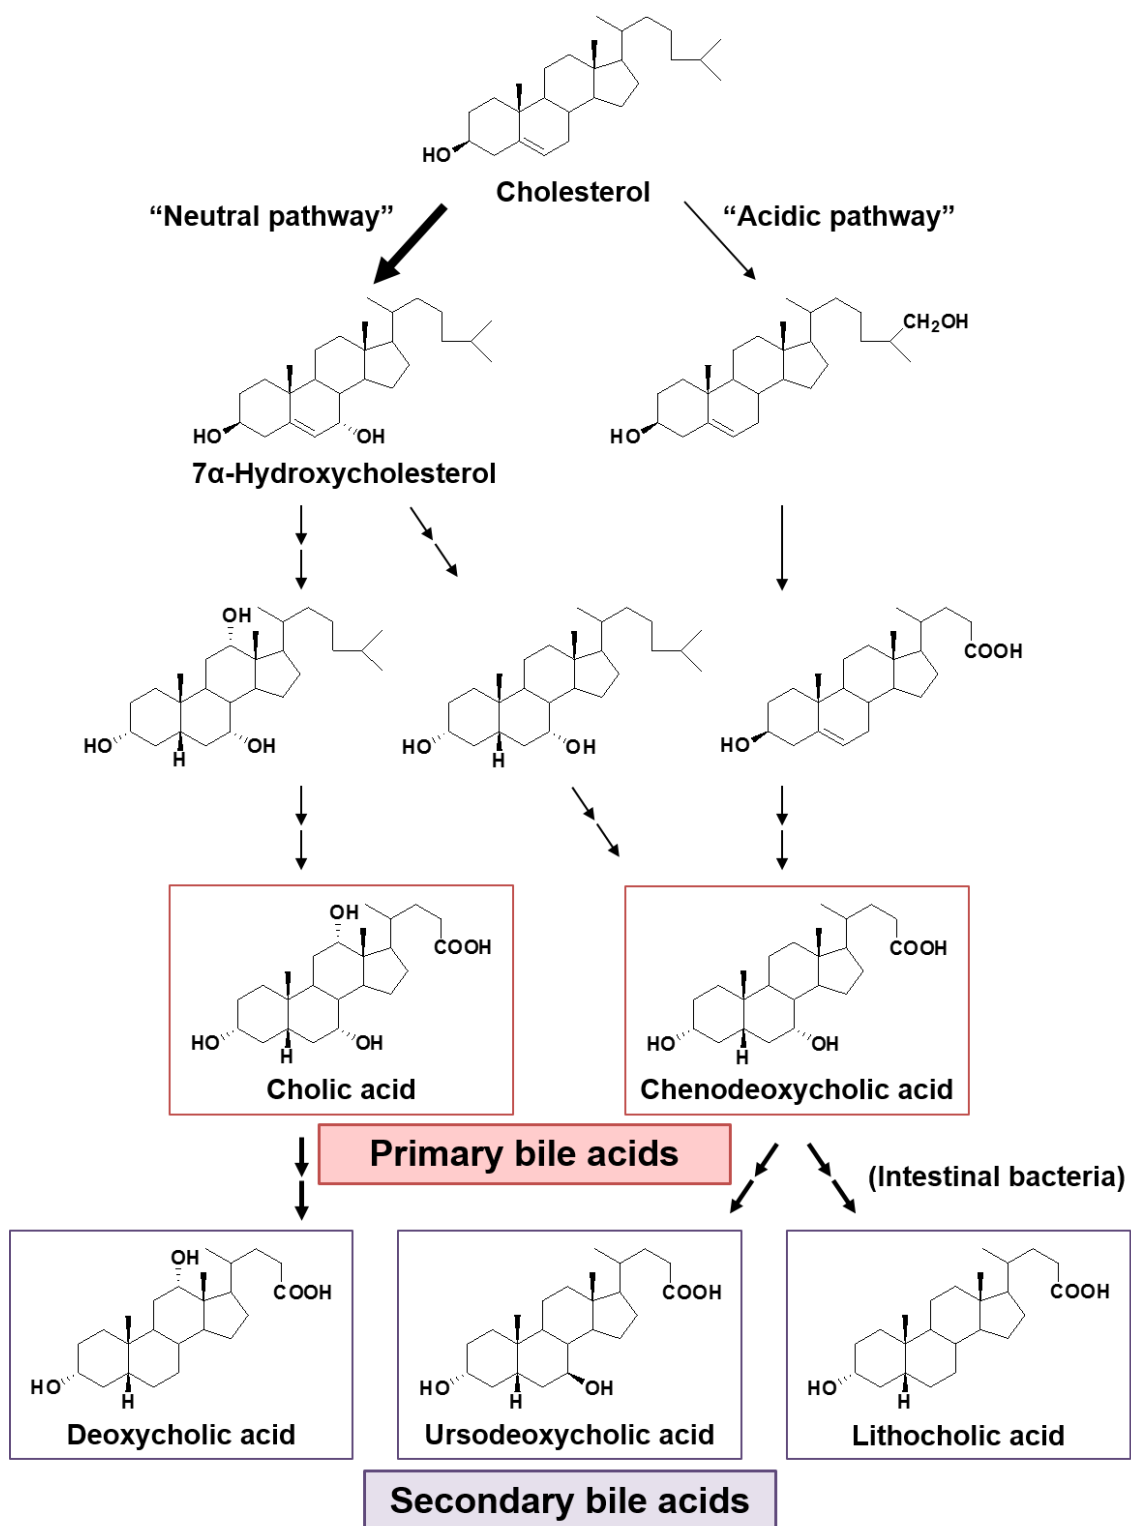 HO
Cholesterol
“Neutral pathway”
“Acidic pathway”
HO
OH
7α-Hydroxycholesterol
CH₂OH
HO
OH
HO
H
OH
HO
H
OH
COOH
HO
OH
COOH
HO
H
OH
Cholic acid
COOH
HO
H
OH
Chenodeoxycholic acid
Primary bile acids
(Intestinal bacteria)
OH
COOH
HO
H
Deoxycholic acid
COOH
HO
H
OH
Ursodeoxycholic acid
COOH
HO
H
Lithocholic acid
Secondary bile acids